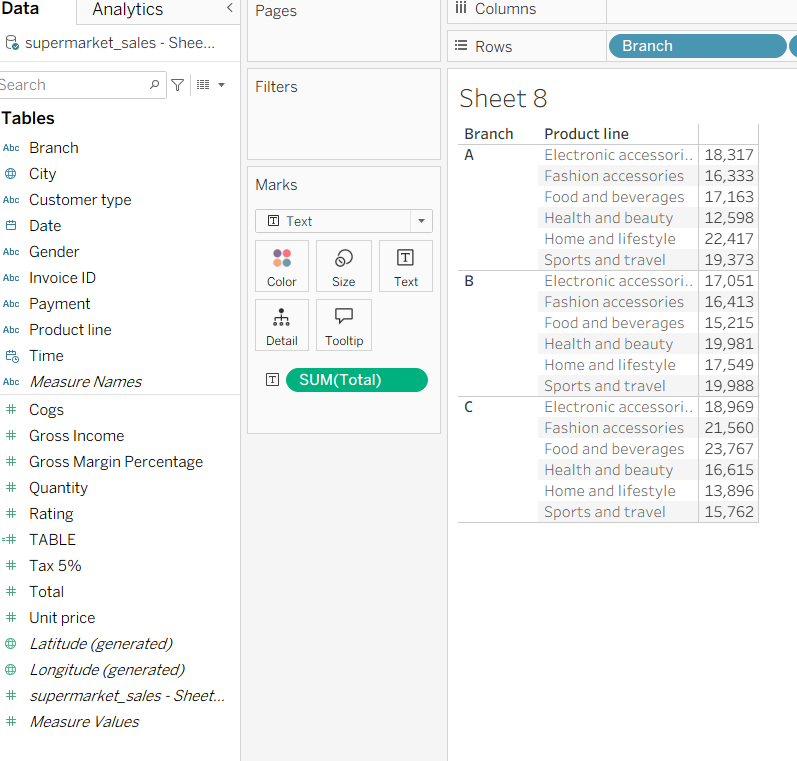 Data
Analytics
supermarket_sales - Shee...
Search
Tables
Abc Branch
City
Abc Customer type
Date
Abc Gender
Abc Invoice ID
Abc Payment
Abc Product line
Time
Abc Measure Names
# Cogs
# Gross Income
# Gross Margin Percentage
# Quantity
# Rating
=# TABLE
# Tax 5%
# Total
# Unit price
Latitude (generated)
Longitude (generated)
# supermarket_sales - Sheet...
# Measure Values
Pages
Filters
Marks
T Text
Color Size T Text
Detail Tooltip
T SUM(Total)
Columns
Rows Branch
Sheet 8
Branch Product line
A Electronic accessori.. 18,317
Fashion accessories 16,333
Food and beverages 17,163
Health and beauty 12,598
Home and lifestyle 22,417
Sports and travel 19,373
B Electronic accessori.. 17,051
Fashion accessories 16,413
Food and beverages 15,215
Health and beauty 19,981
Home and lifestyle 17,549
Sports and travel 19,988
C Electronic accessori.. 18,969
Fashion accessories 21,560
Food and beverages 23,767
Health and beauty 16,615
Home and lifestyle 13,896
Sports and travel 15,762